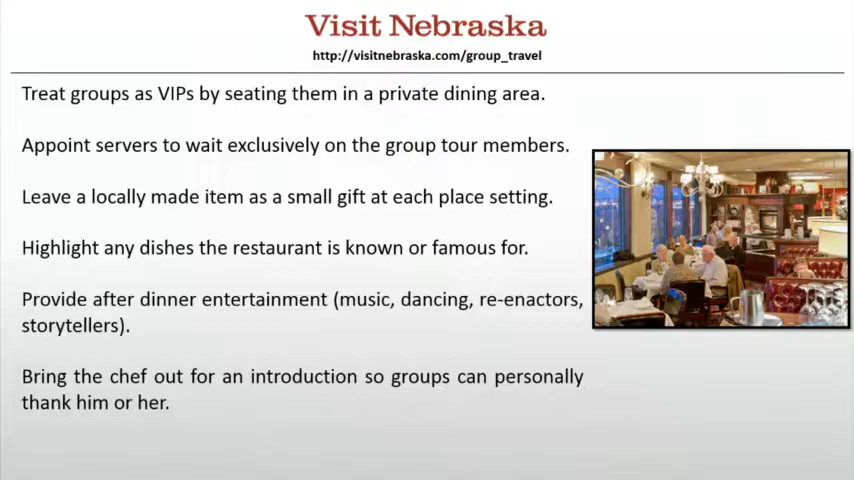 Visit Nebraska
http://visitnebraska.com/group_travel
Treat groups as VIPs by seating them in a private dining area.
Appoint servers to wait exclusively on the group tour members.
Leave a locally made item as a small gift at each place setting.
Highlight any dishes the restaurant is known or famous for.
Provide after dinner entertainment (music, dancing, re-enactors,
storytellers).
Bring the chef out for an introduction so groups can personally
thank him or her.